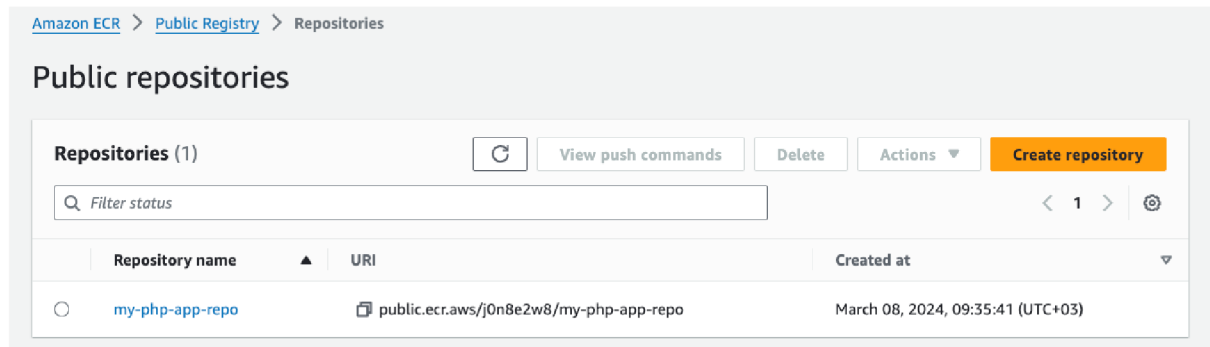 Amazon ECR > Public Registry > Repositories
Public repositories
Repositories (1) View push commands Delete Actions Create repository
Filter status 1
Repository name URI Created at
my-php-app-repo public.ecr.aws/j0n8e2w8/my-php-app-repo March 08, 2024, 09:35:41 (UTC+03)